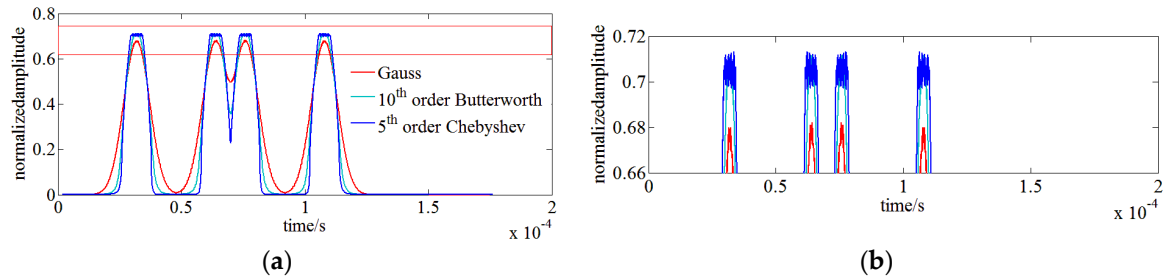 normalizedamplitude
0.8
0.6
0.4
0.2
0
Gauss
10th order Butterworth
5th order Chebyshev
0 0.5 1 1.5 2
time/s
x 10-4
(a)
normalizedamplitude
0.72
0.7
0.68
0.66
0 0.5 1 1.5 2
time/s
x 10-4
(b)